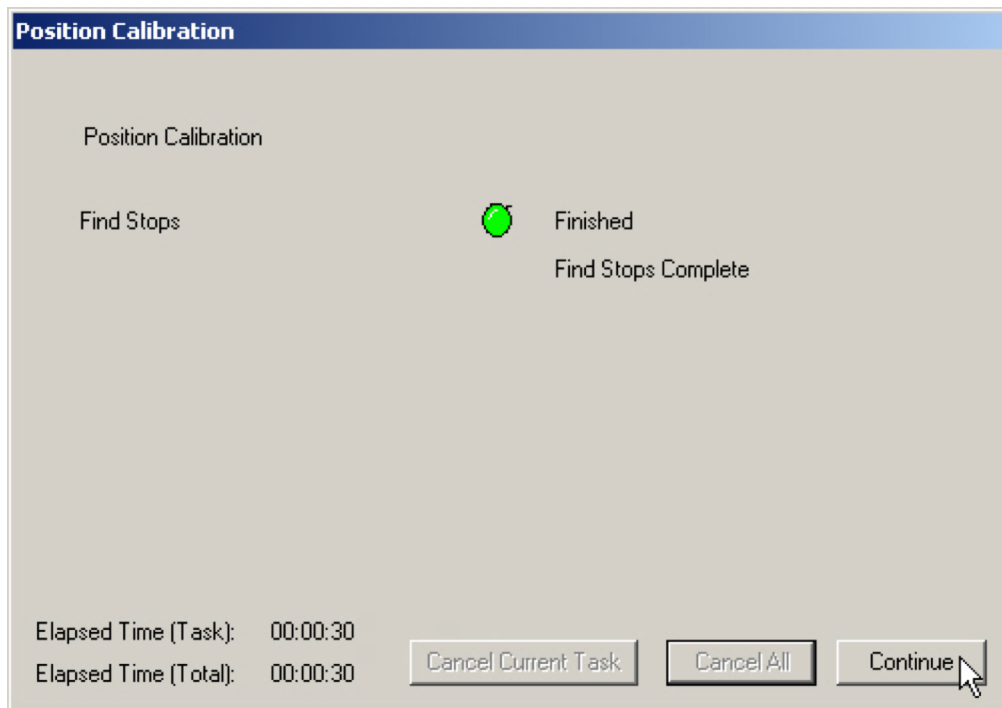 Position Calibration
Position Calibration
Find Stops
Finished
Find Stops Complete
Elapsed Time (Task): 00:00:30
Elapsed Time (Total): 00:00:30
Cancel Current Task
Cancel All
Continue